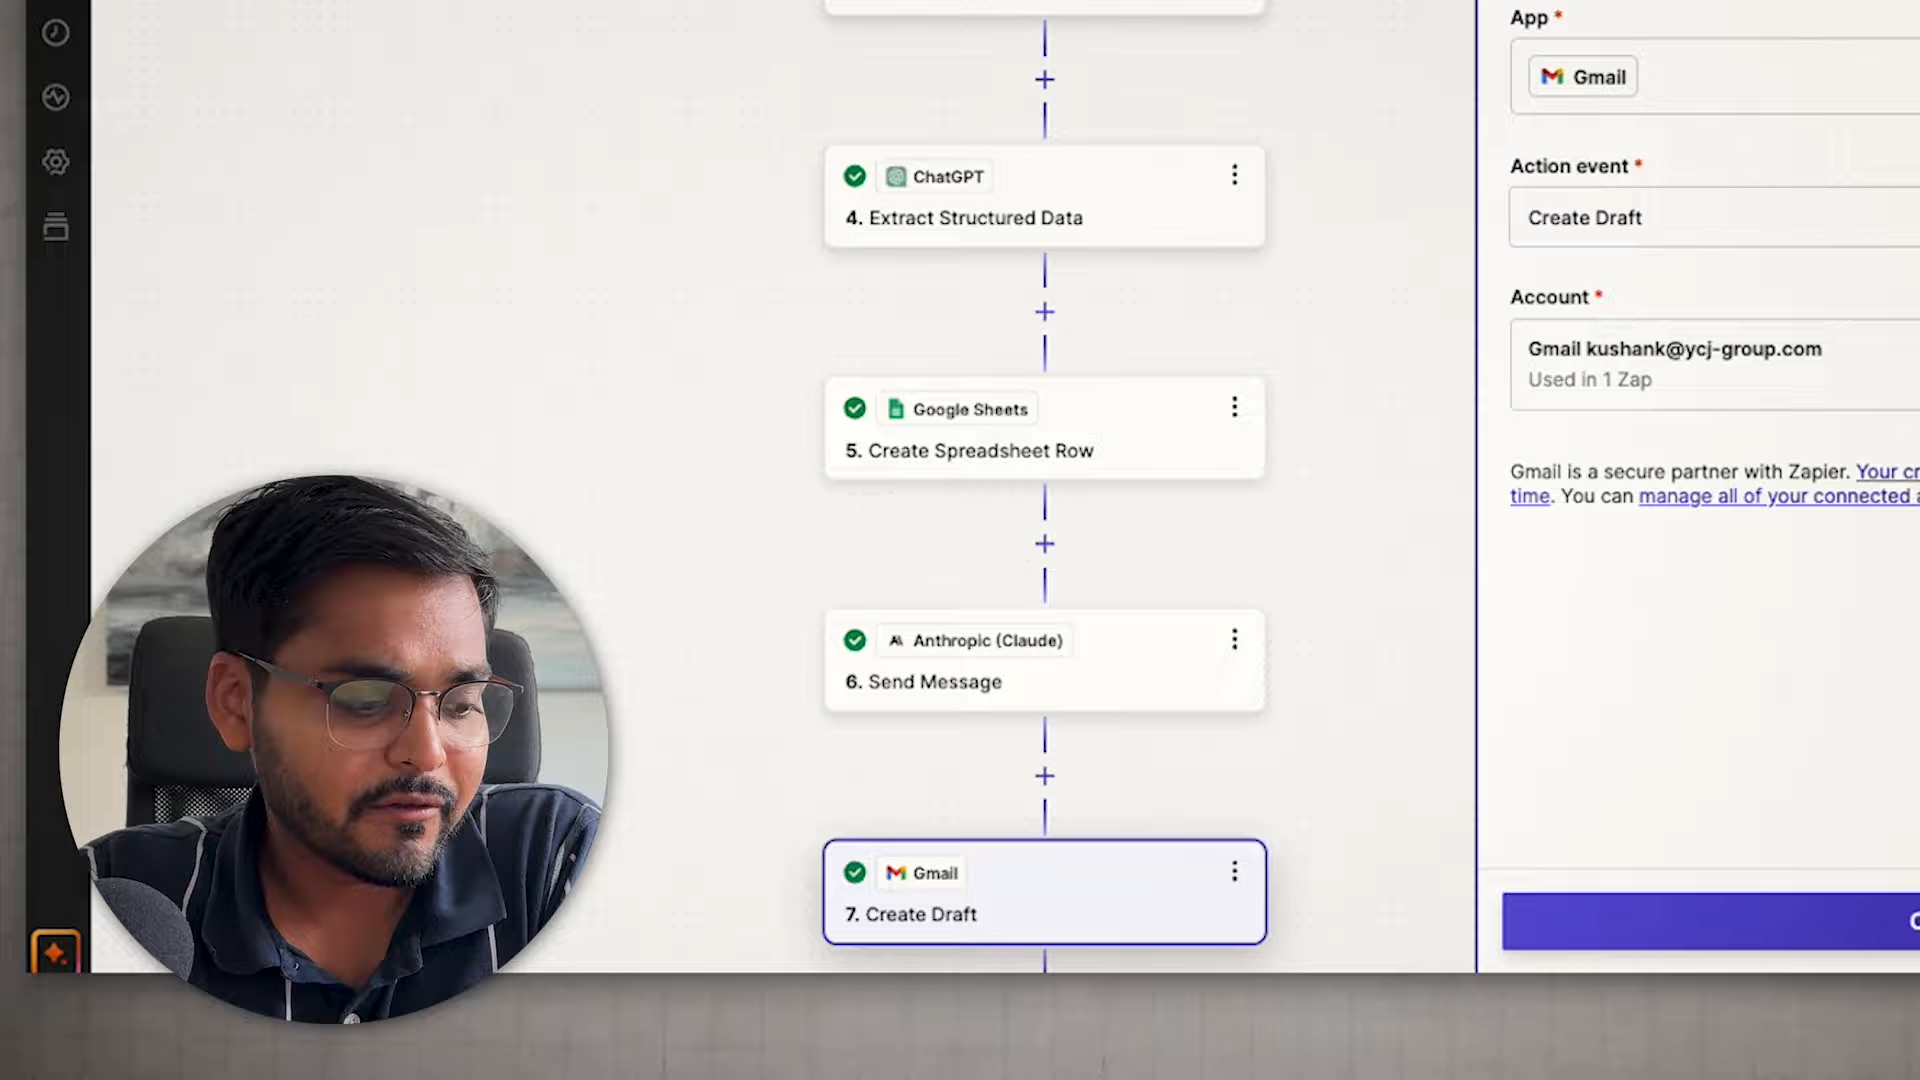 ChatGPT
4. Extract Structured Data
Google Sheets
5. Create Spreadsheet Row
Anthropic (Claude)
6. Send Message
Gmail
7. Create Draft
App *
Gmail
Action event *
Create Draft
Account *
Gmail kushank@ycj-group.com
Used in 1 Zap
Gmail is a secure partner with Zapier. Your
time. You can manage all of your connected